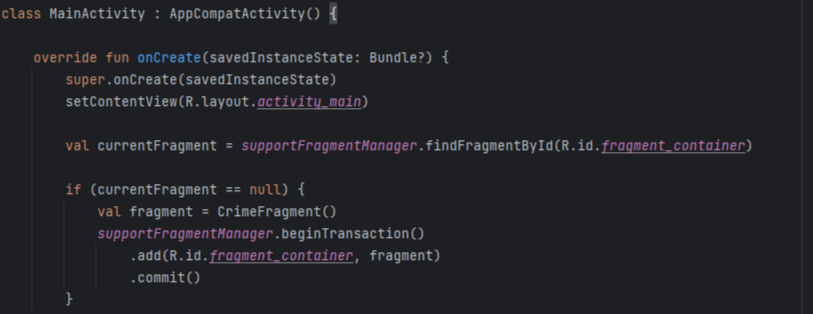 class MainActivity : AppCompatActivity() {
override fun onCreate(savedInstanceState: Bundle?) {
super.onCreate(savedInstanceState)
setContentView(R.layout.activity_main)
val currentFragment = supportFragmentManager.findFragmentById(R.id.fragment_container)
if (currentFragment == null) {
val fragment = CrimeFragment()
supportFragmentManager.beginTransaction()
.add(R.id.fragment_container, fragment)
.commit()
}